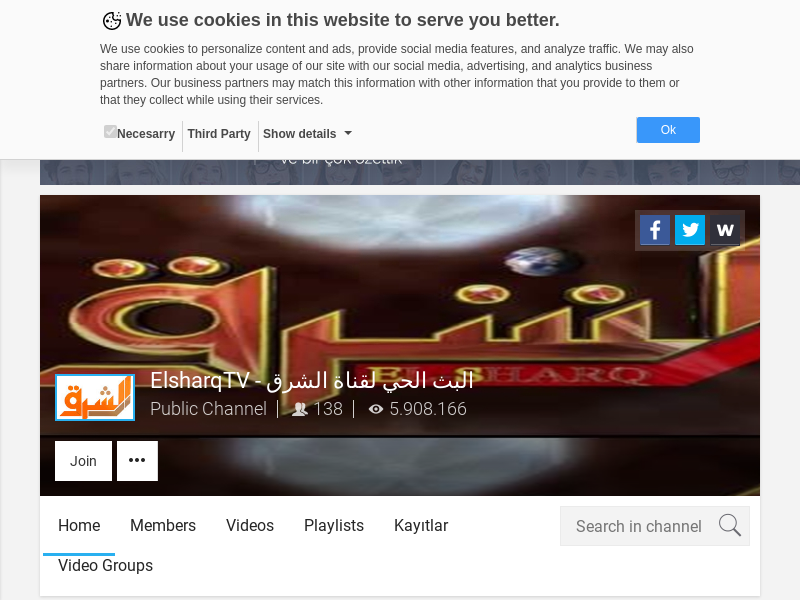 We use cookies in this website to serve you better.
We use cookies to personalize content and ads, provide social media features, and analyze traffic. We may also
share information about your usage of our site with our social media, advertising, and analytics business
partners. Our business partners may match this information with other information that you provide to them or
that they collect while using their services.
Necesarry
Third Party
Show details
Ok
ve bir çok özellik
الشرق
ELSHARQ
الشرق
ElsharqTV - البث الحي لقناة الشرق
Public Channel
138
5.908.166
Join
Home
Members
Videos
Playlists
Kayıtlar
Search in channel
Video Groups